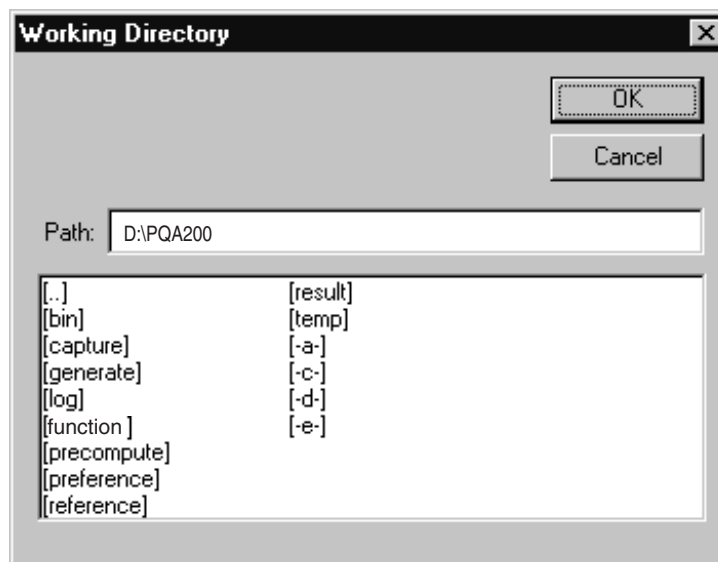 Working Directory
OK
Cancel
Path: D:\PQA200
[..]
[bin]
[capture]
[generate]
[log]
[function ]
[precompute]
[preference]
[reference]
[result]
[temp]
[-a-]
[-c-]
[-d-]
[-e-]